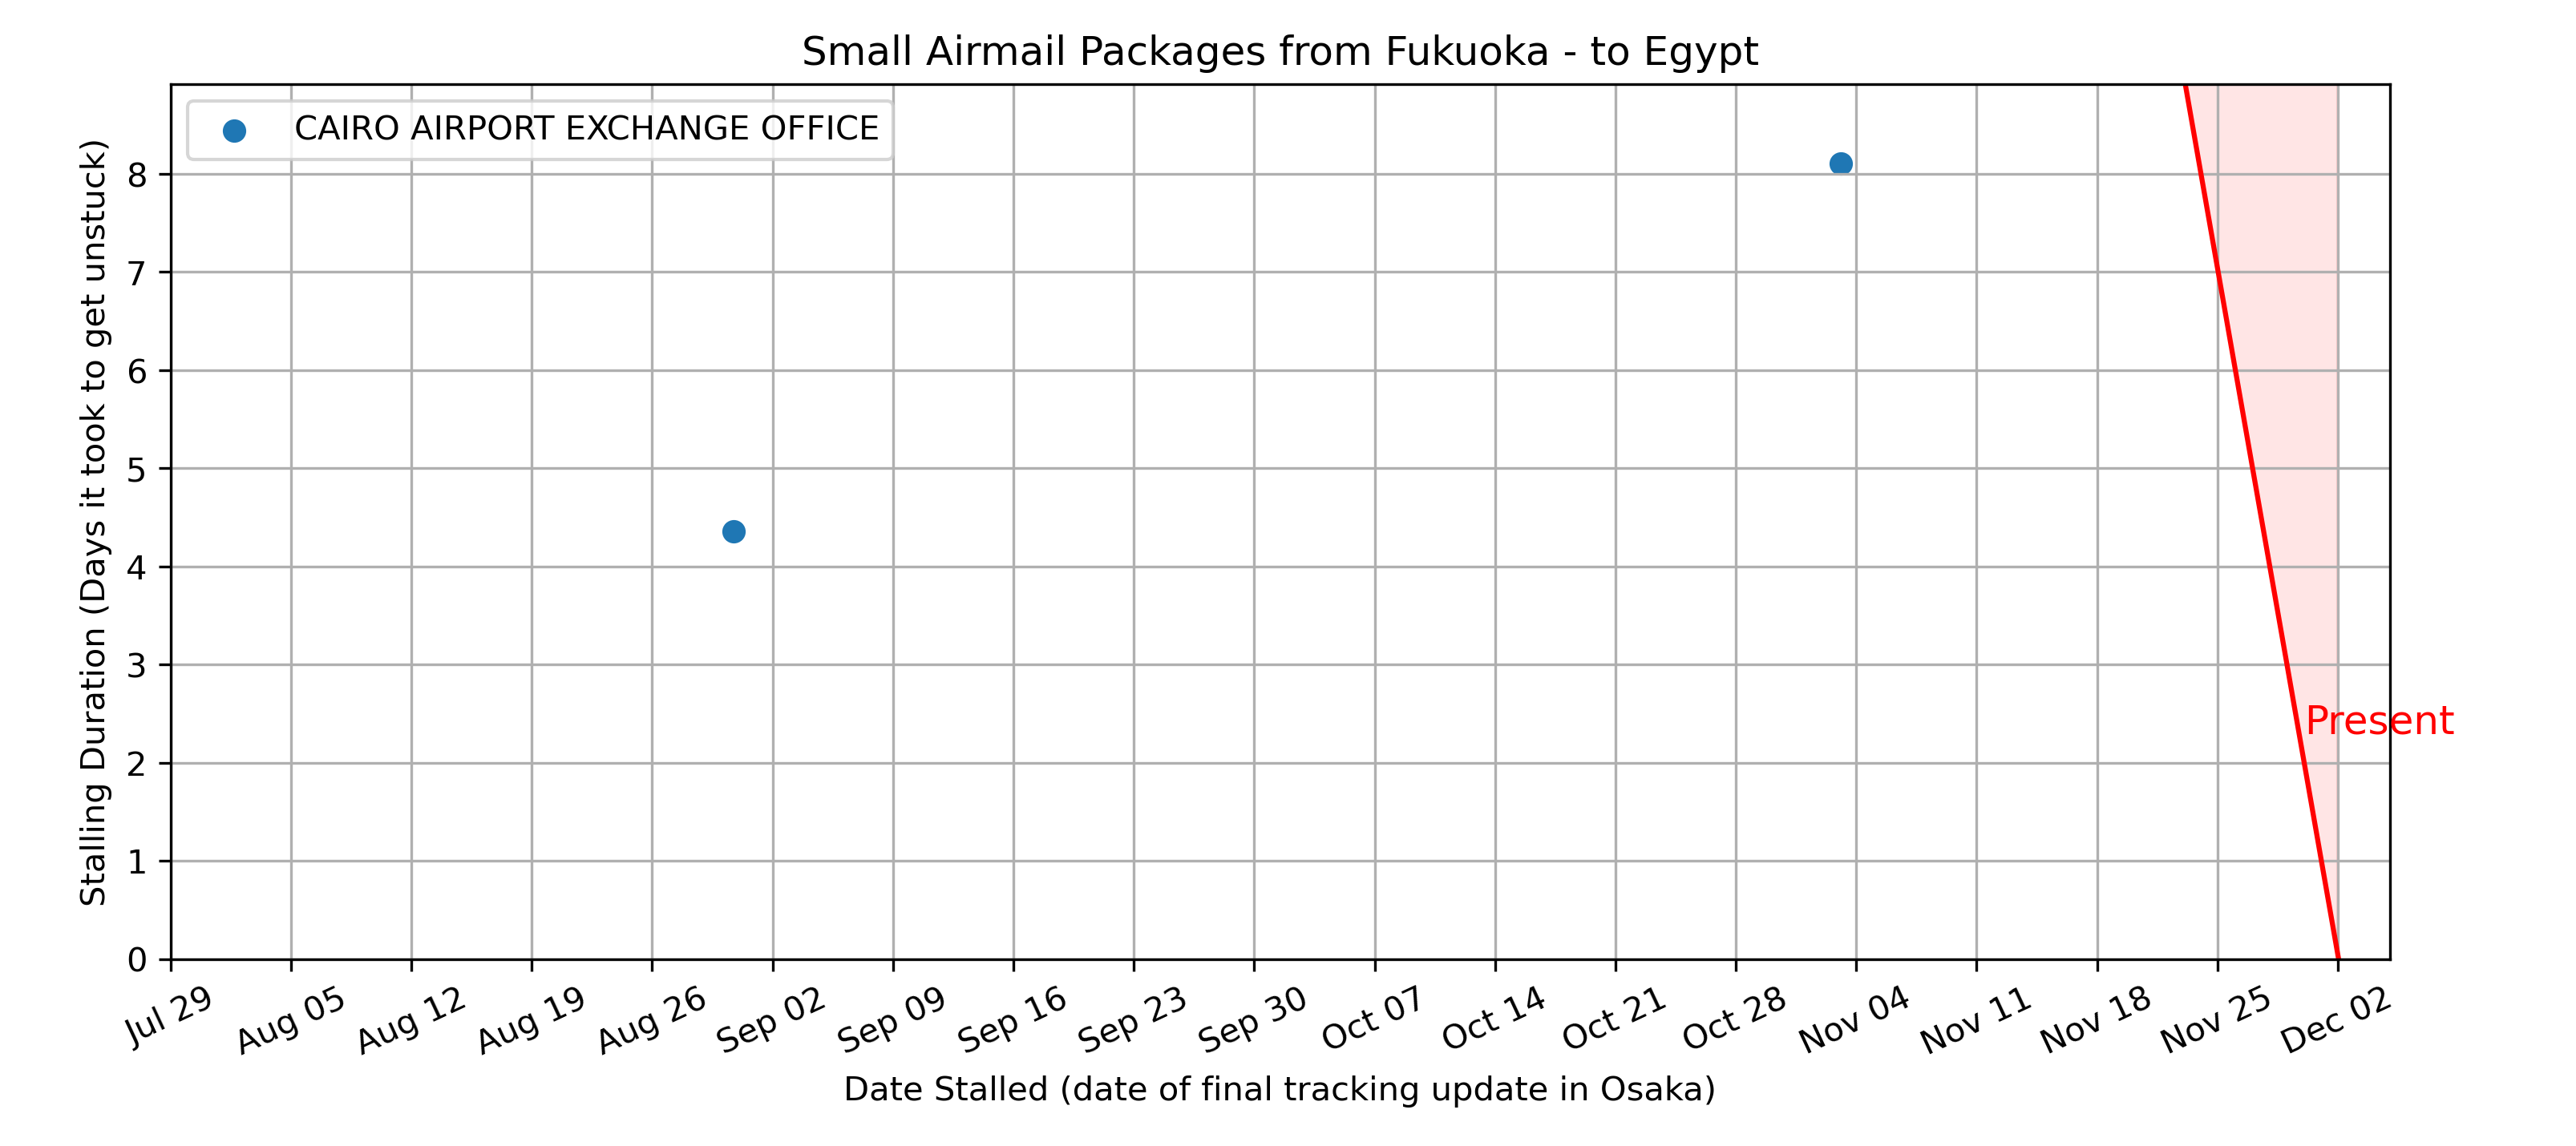 Small Airmail Packages from Fukuoka - to Egypt
CAIRO AIRPORT EXCHANGE OFFICE
Stalling Duration (Days it took to get unstuck)
8
7
6
5
4
3
2
1
0
Present
Jul 29
Aug 05
Aug 12
Aug 19
Aug 26
Sep 02
Sep 09
Sep 16
Sep 23
Sep 30
Oct 07
Oct 14
Oct 21
Oct 28
Nov 04
Nov 11
Nov 18
Nov 25
Dec 02
Date Stalled (date of final tracking update in Osaka)